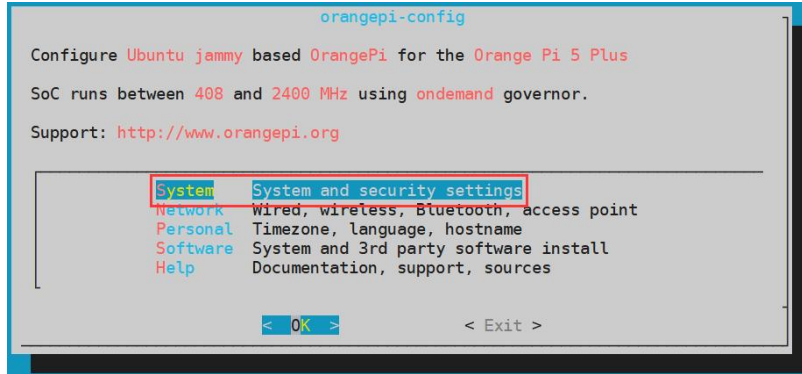 orangepi-config
Configure Ubuntu jammy based OrangePi for the Orange Pi 5 Plus
SoC runs between 408 and 2400 MHz using ondemand governor.
Support: http://www.orangepi.org
System System and security settings
Network Wired, wireless, Bluetooth, access point
Personal Timezone, language, hostname
Software System and 3rd party software install
Help Documentation, support, sources
< OK > < Exit >